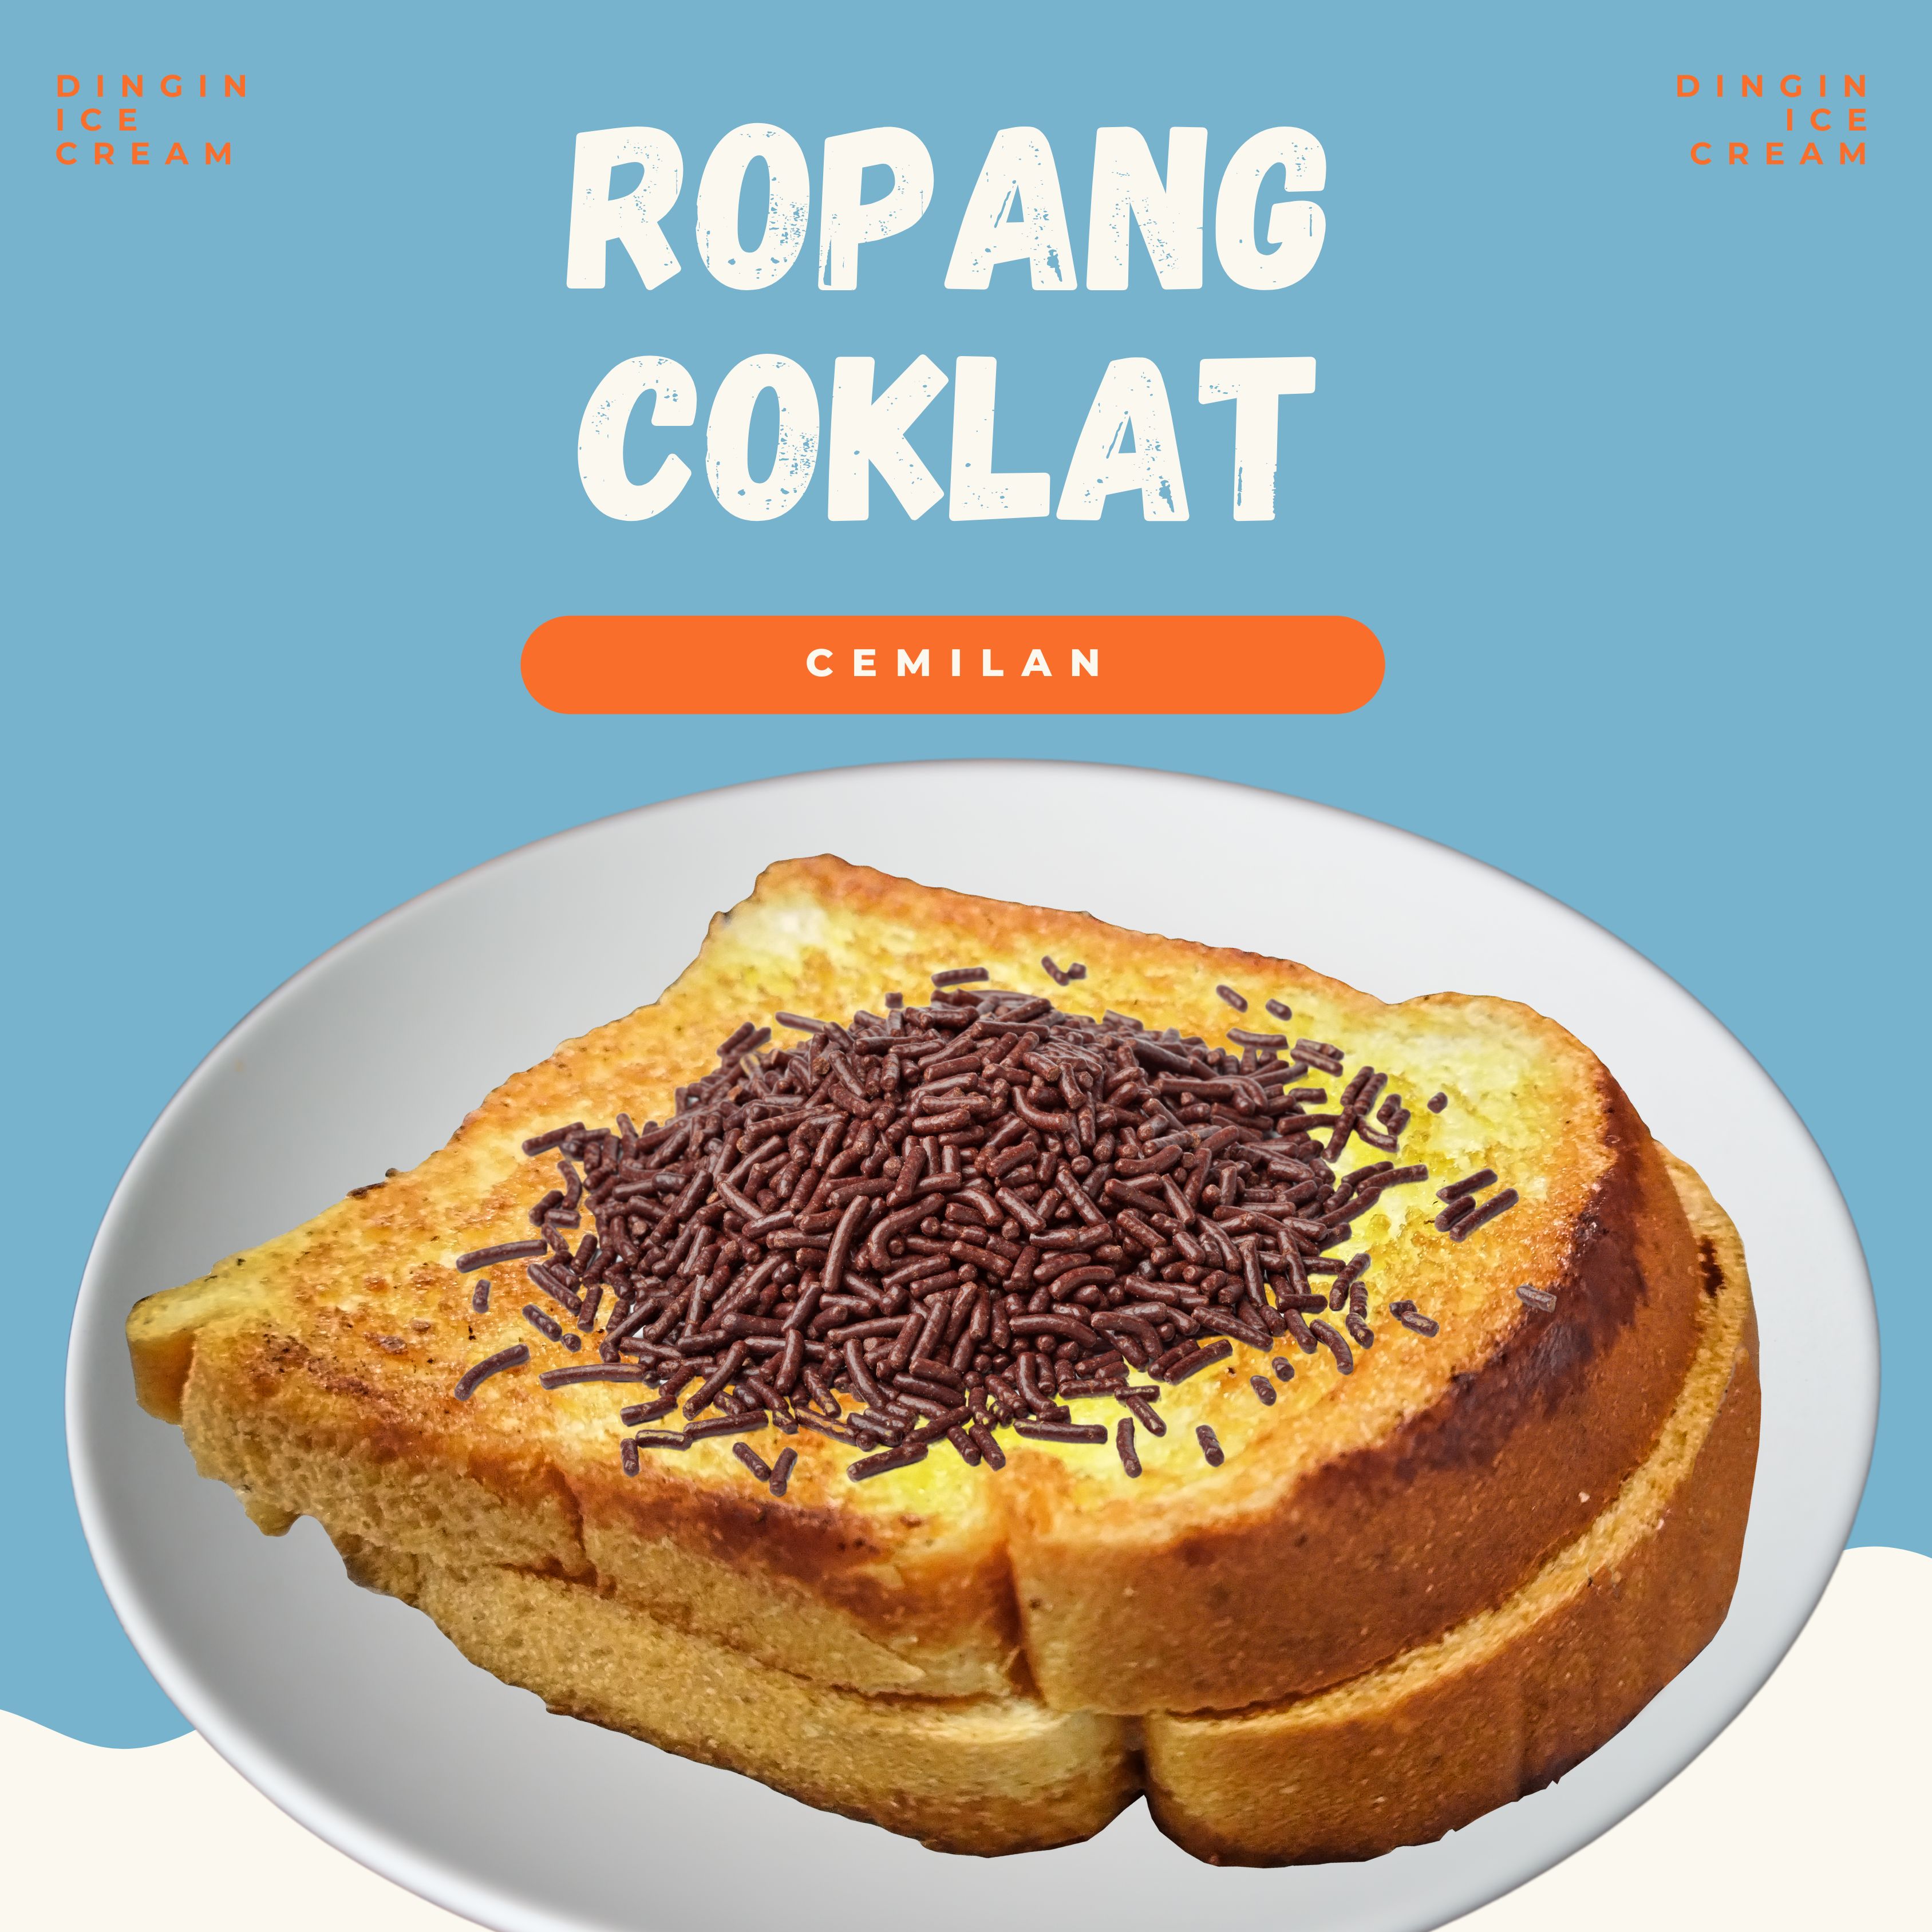 DINGIN
ICE
CREAM
DINGIN
ICE
CREAM
ROPANG
COKLAT
CEMILAN